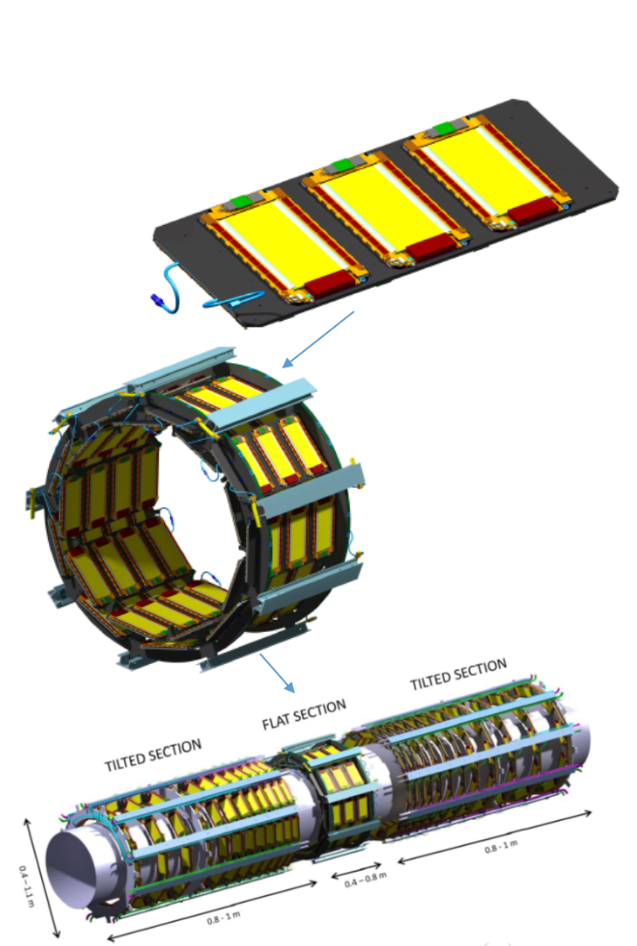 TILTED SECTION
FLAT SECTION
TILTED SECTION
0.4 – 1.1 m
0.8 - 1 m
0.4 – 0.8 m
0.8 - 1 m